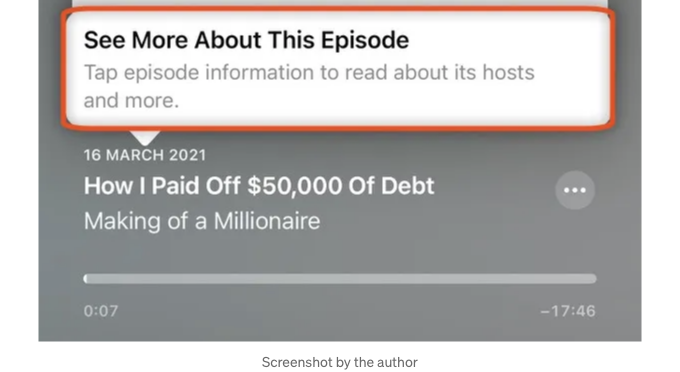 See More About This Episode
Tap episode information to read about its hosts
and more.
16 MARCH 2021
How I Paid Off $50,000 Of Debt
Making of a Millionaire
0:07
−17:46
Screenshot by the author